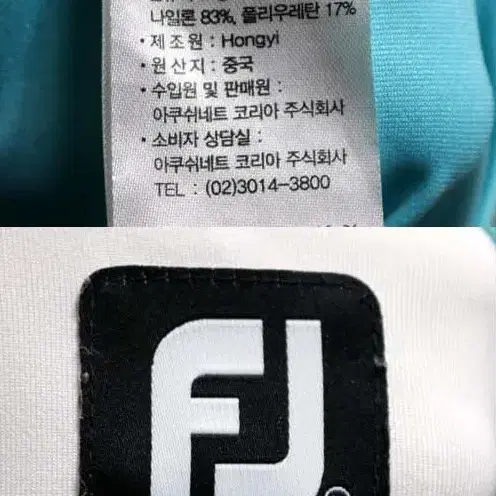 나일론 83%, 폴리우레탄 17%
• 제조원 : Hongyi
• 원산지 : 중국
• 수입원 및 판매원 :
아쿠쉬네트 코리아 주식회사
• 소비자 상담실 :
아쿠쉬네트 코리아 주식회사
TEL : (02)3014-3800
FJ